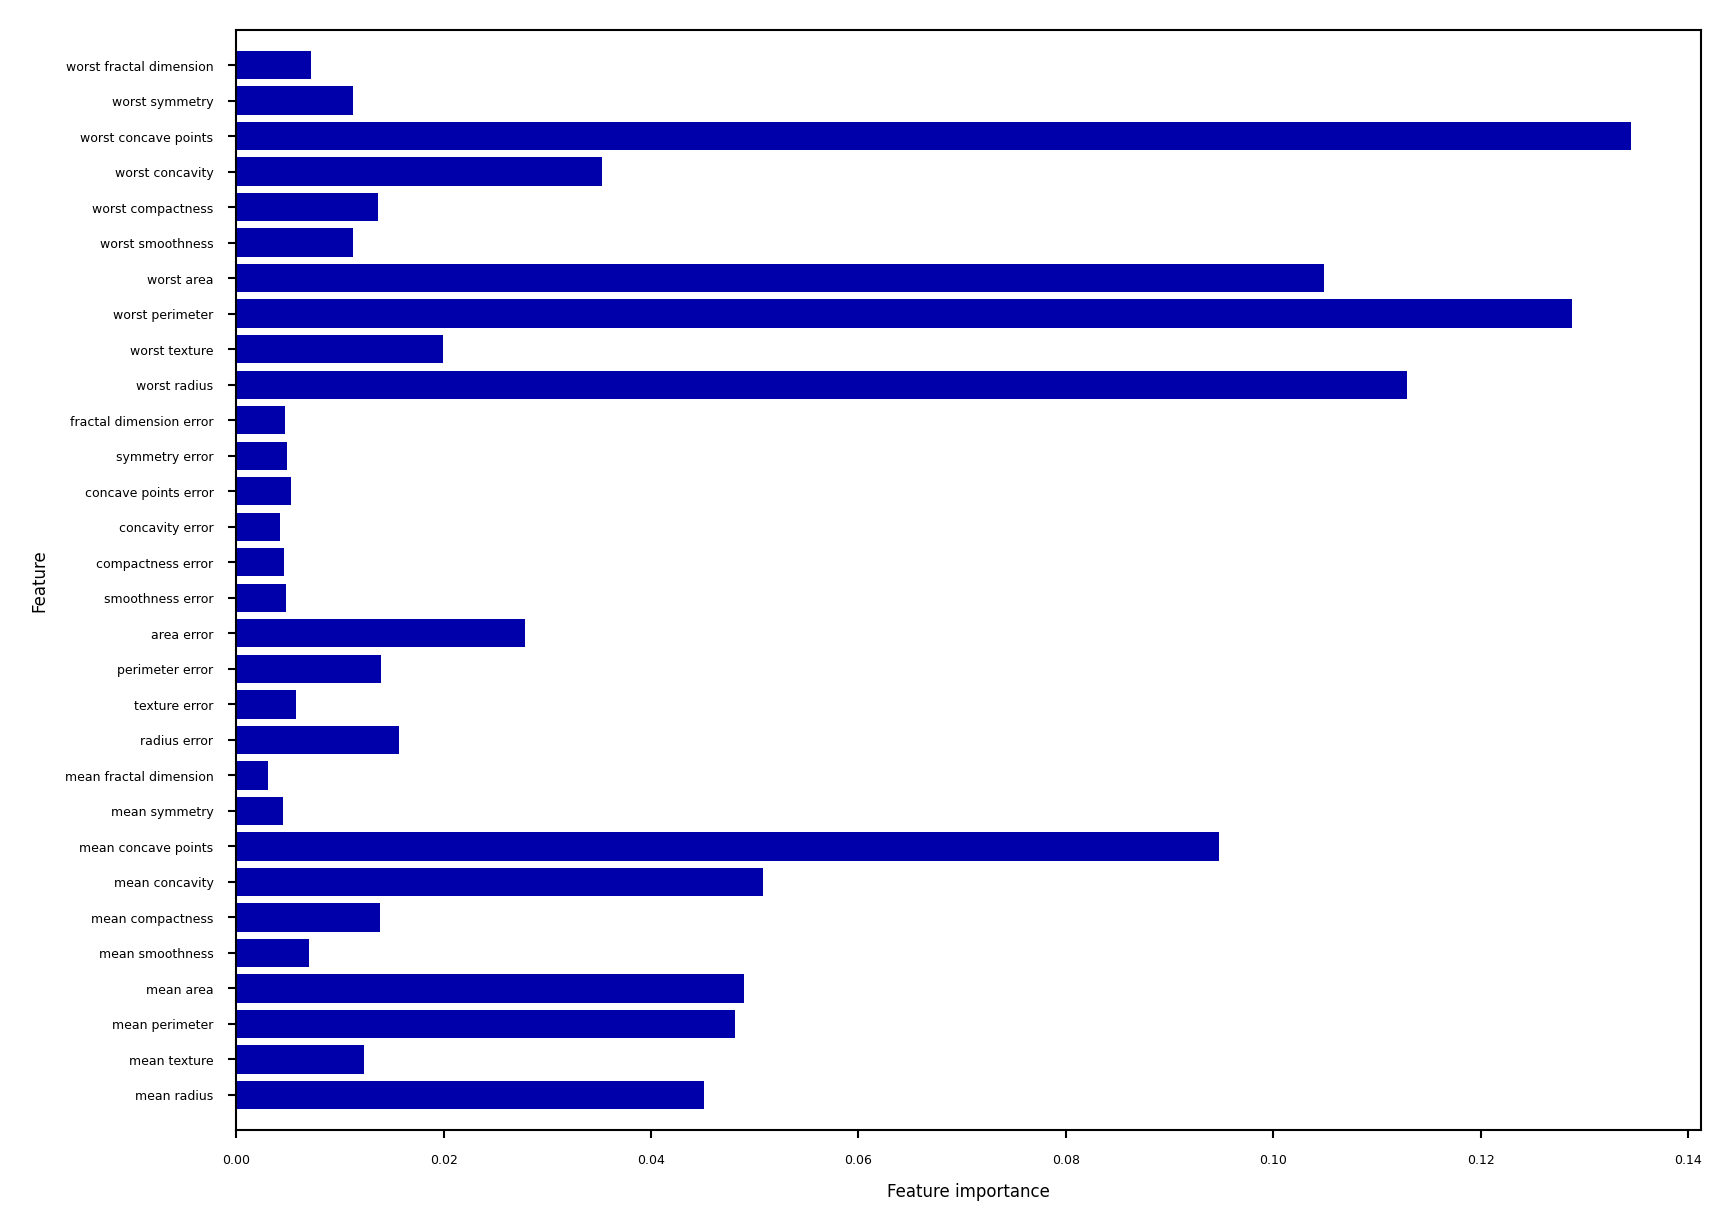 worst fractal dimension
worst symmetry
worst concave points
worst concavity
worst compactness
worst smoothness
worst area
worst perimeter
worst texture
worst radius
fractal dimension error
symmetry error
concave points error
concavity error
compactness error
smoothness error
area error
perimeter error
texture error
radius error
mean fractal dimension
mean symmetry
mean concave points
mean concavity
mean compactness
mean smoothness
mean area
mean perimeter
mean texture
mean radius
Feature
0.00 0.02 0.04 0.06 0.08 0.10 0.12 0.14
Feature importance